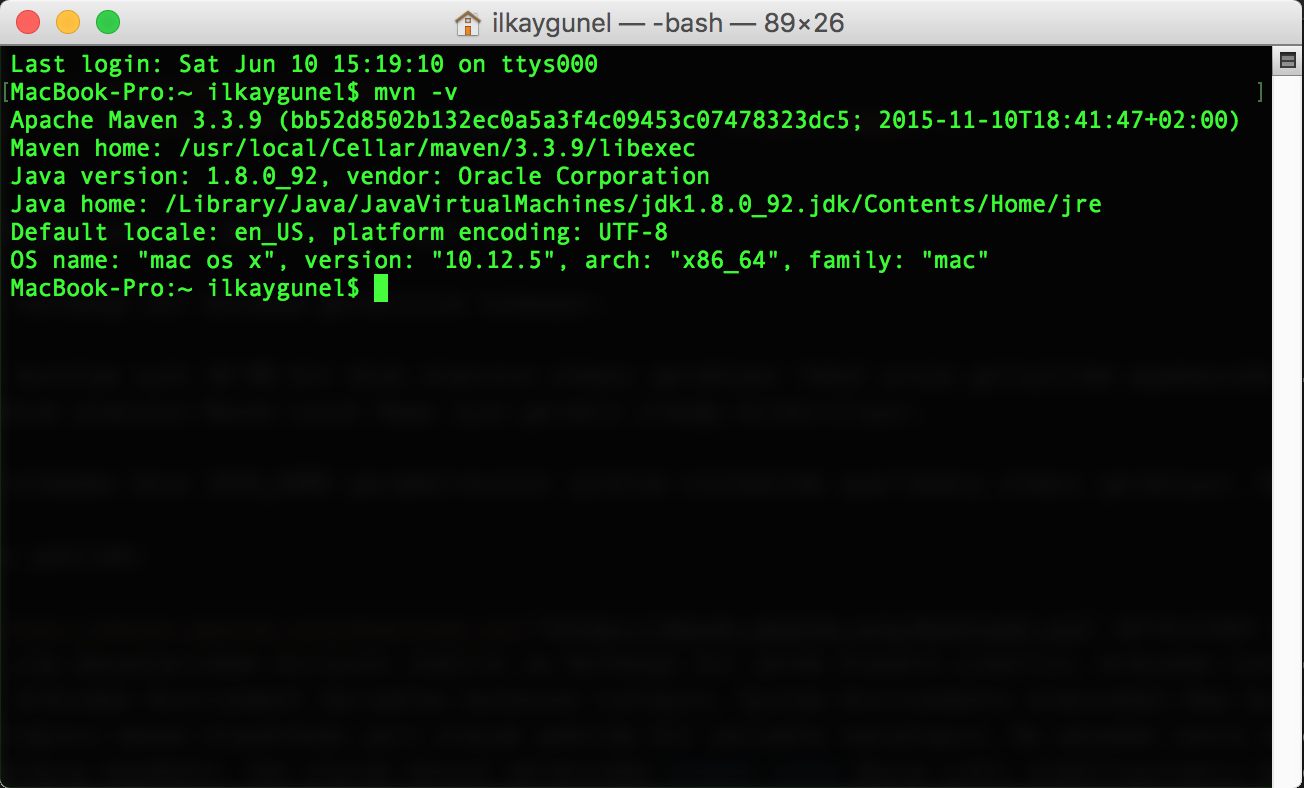 ilkaygunel — -bash — 89×26
Last login: Sat Jun 10 15:19:10 on ttys000
[MacBook-Pro:~ ilkaygunel$ mvn -v ]
Apache Maven 3.3.9 (bb52d8502b132ec0a5a3f4c09453c07478323dc5; 2015-11-10T18:41:47+02:00)
Maven home: /usr/local/Cellar/maven/3.3.9/libexec
Java version: 1.8.0_92, vendor: Oracle Corporation
Java home: /Library/Java/JavaVirtualMachines/jdk1.8.0_92.jdk/Contents/Home/jre
Default locale: en_US, platform encoding: UTF-8
OS name: "mac os x", version: "10.12.5", arch: "x86_64", family: "mac"
MacBook-Pro:~ ilkaygunel$